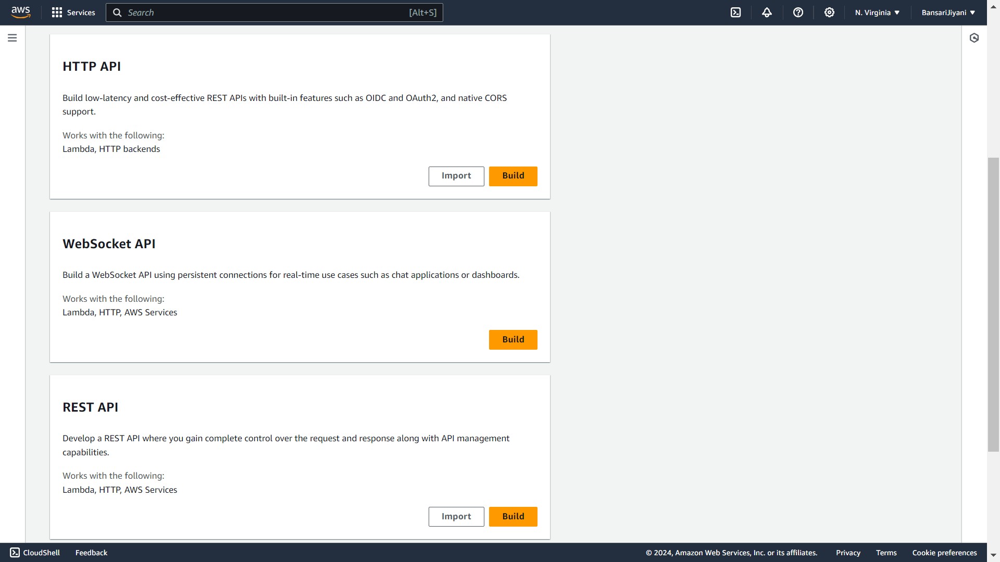 aws
Services
Search
[Alt+S]
N. Virginia
BansariJiyani
HTTP API
Build low-latency and cost-effective REST APIs with built-in features such as OIDC and OAuth2, and native CORS
support.
Works with the following:
Lambda, HTTP backends
Import
Build
WebSocket API
Build a WebSocket API using persistent connections for real-time use cases such as chat applications or dashboards.
Works with the following:
Lambda, HTTP, AWS Services
Build
REST API
Develop a REST API where you gain complete control over the request and response along with API management
capabilities.
Works with the following:
Lambda, HTTP, AWS Services
Import
Build
CloudShell
Feedback
© 2024, Amazon Web Services, Inc. or its affiliates.
Privacy
Terms
Cookie preferences